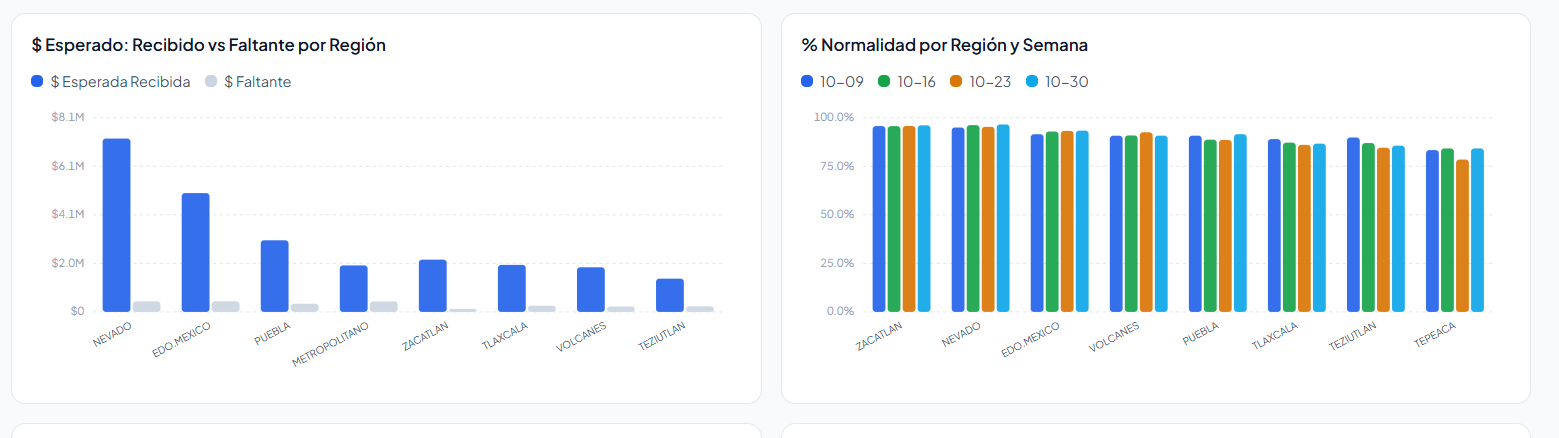 $ Esperado: Recibido vs Faltante por Región
$ Esperada Recibida $ Faltante
$8.1M
$6.1M
$4.1M
$2.0M
$0
NEVADO EDO.MEXICO PUEBLA METROPOLITANO ZACATLAN TLAXCALA VOLCANES TEZIUTLAN
% Normalidad por Región y Semana
10-09 10-16 10-23 10-30
100.0%
75.0%
50.0%
25.0%
0.0%
ZACATLAN NEVADO EDO.MEXICO VOLCANES PUEBLA TLAXCALA TEZIUTLAN TEPEACA